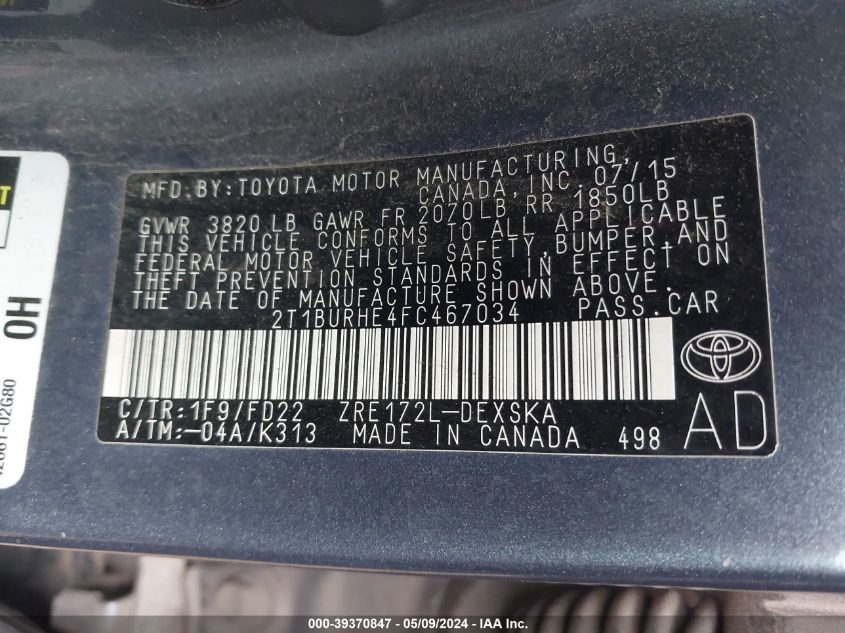 MFD.BY:TOYOTA MOTOR MANUFACTURING,
CANADA, INC. 07/15
GVWR 3820 LB GAWR FR 2070LB RR 1850LB
THIS VEHICLE CONFORMS TO ALL APPLICABLE
FEDERAL MOTOR VEHICLE SAFETY, BUMPER, AND
THEFT PREVENTION STANDARDS IN EFFECT ON
THE DATE OF MANUFACTURE SHOWN ABOVE.
2T1BURHE4FC467034 PASS.CAR
C/TR:1F9/FD22 ZRE172L-DEXSKA
A/TM:-04A/K313 MADE IN CANADA 498
AD
OH
000-39370847 - 05/09/2024 - IAA Inc.